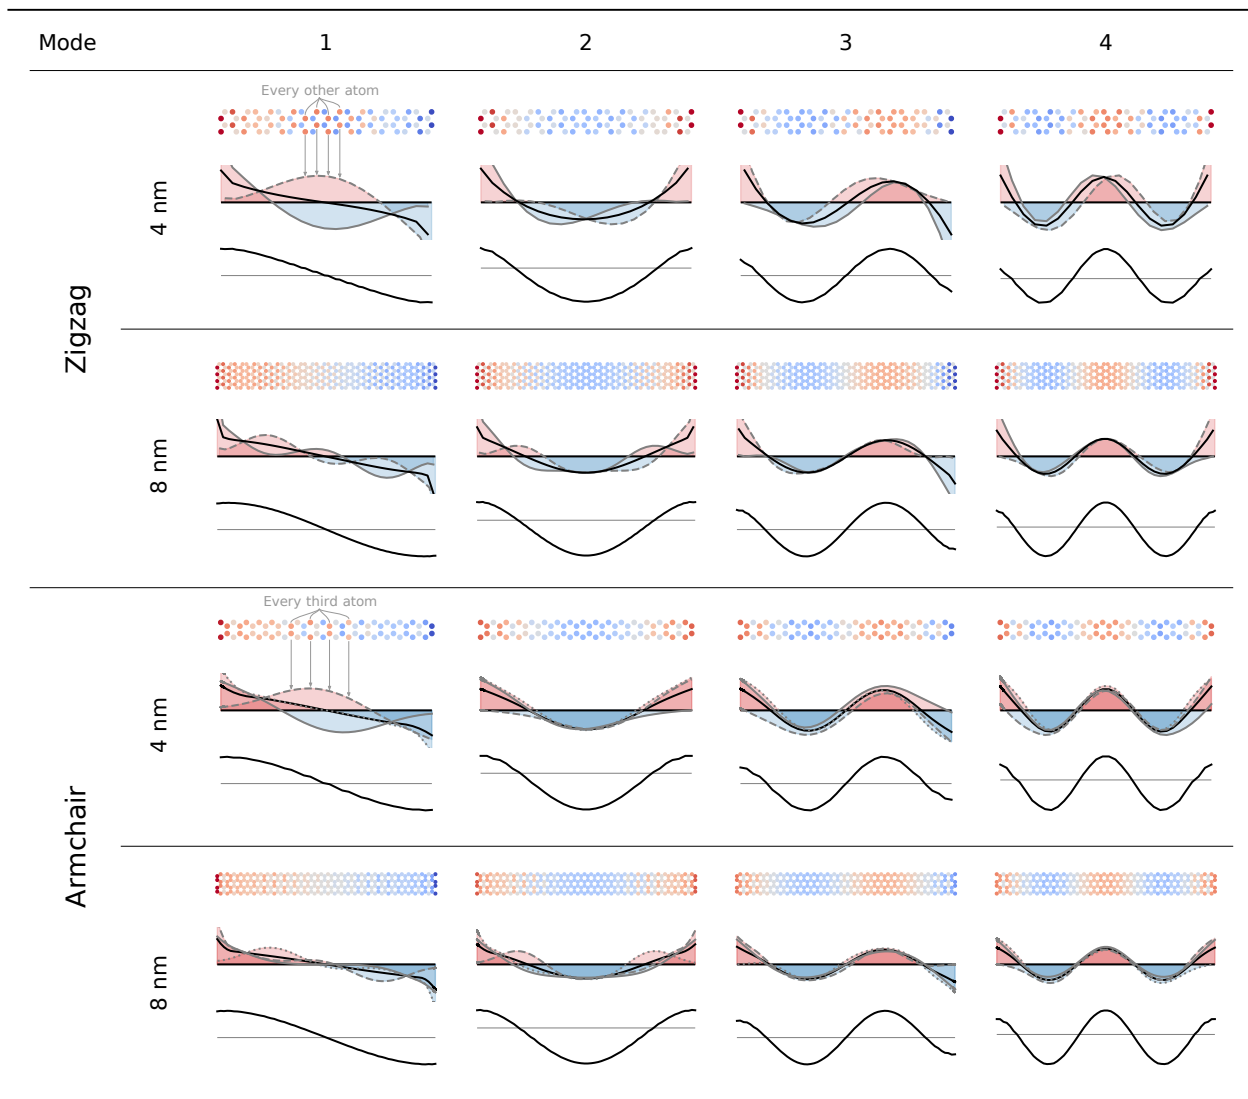 Mode 1 2 3 4
Zigzag
Every other atom
4 nm
8 nm
Armchair
Every third atom
4 nm
8 nm